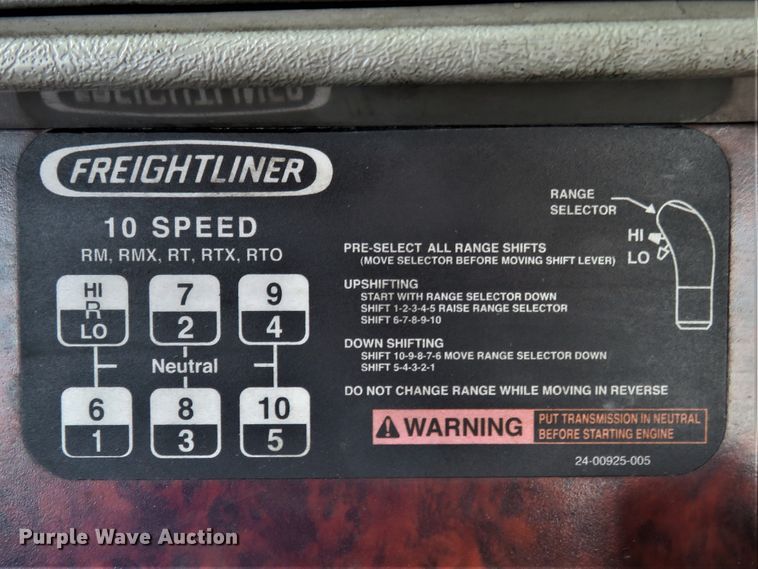 FREIGHTLINER
10 SPEED
RM, RMX, RT, RTX, RTO
HI
R
LO
7
2
9
4
Neutral
6
1
8
3
10
5
RANGE
SELECTOR
HI
LO
PRE-SELECT ALL RANGE SHIFTS
(MOVE SELECTOR BEFORE MOVING SHIFT LEVER)
UPSHIFTING
START WITH RANGE SELECTOR DOWN
SHIFT 1-2-3-4-5 RAISE RANGE SELECTOR
SHIFT 6-7-8-9-10
DOWN SHIFTING
SHIFT 10-9-8-7-6 MOVE RANGE SELECTOR DOWN
SHIFT 5-4-3-2-1
DO NOT CHANGE RANGE WHILE MOVING IN REVERSE
WARNING
PUT TRANSMISSION IN NEUTRAL
BEFORE STARTING ENGINE
24-00925-005
Purple Wave Auction